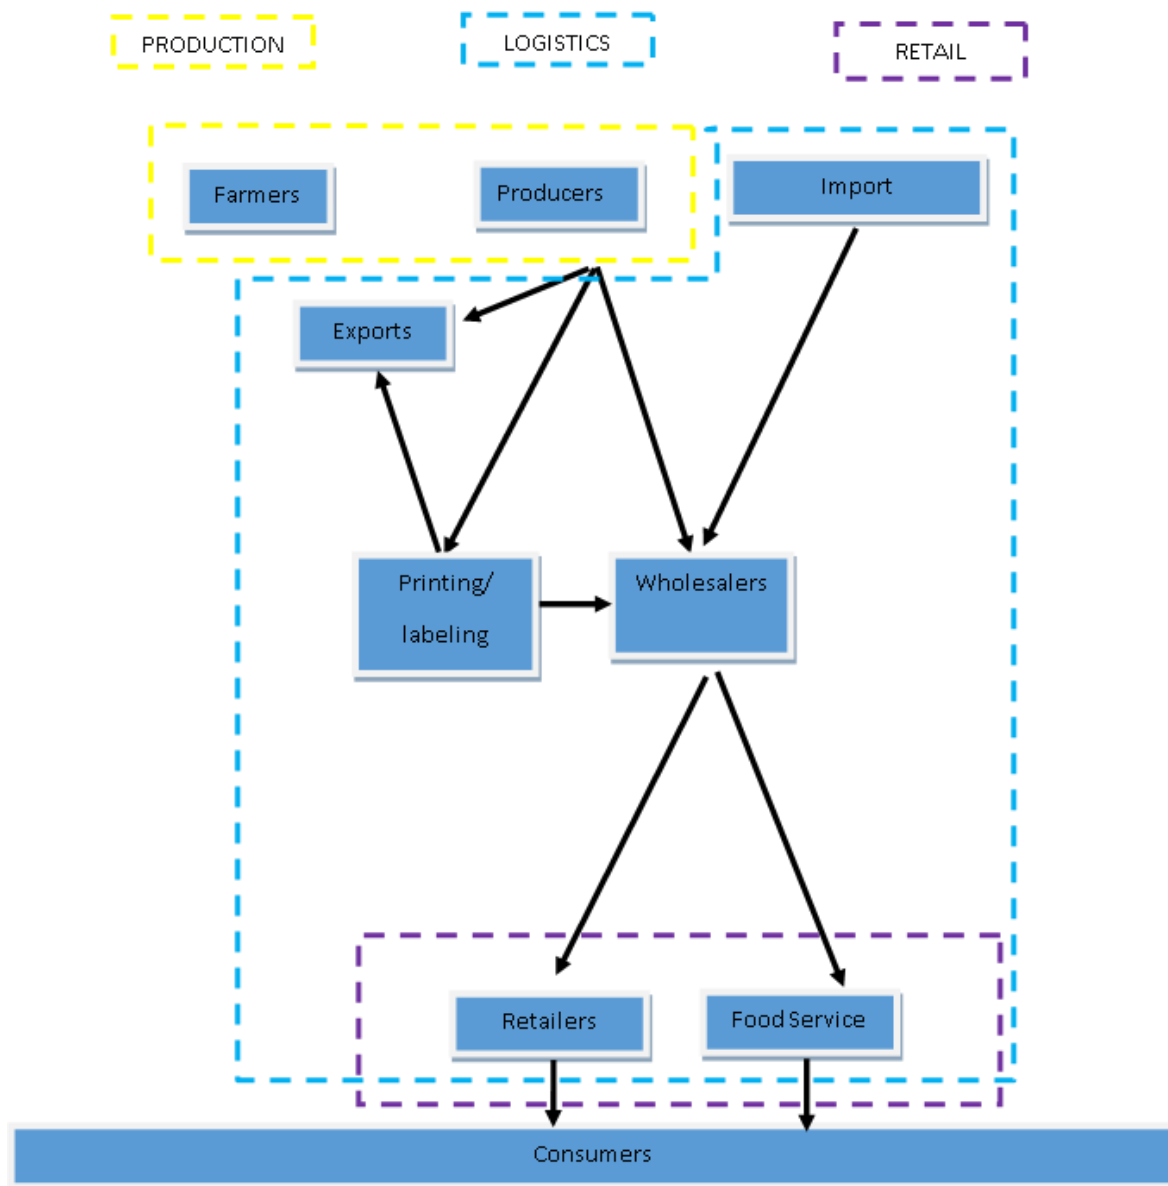 PRODUCTION
LOGISTICS
RETAIL
Farmers
Producers
Import
Exports
Printing/
labeling
Wholesalers
Retailers
Food Service
Consumers